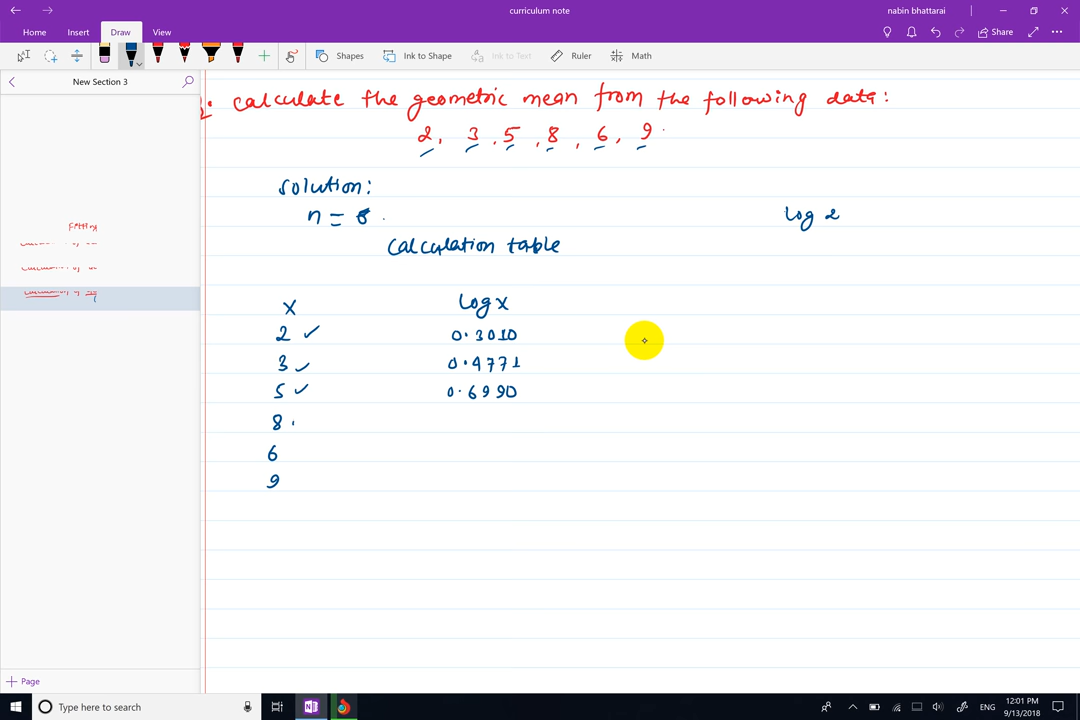 curriculum note
nabin bhattarai
Home Insert Draw View
Share
Shapes Ink to Shape Ink to Text Ruler Math
New Section 3
Calculate the geometric mean from the following data:
2, 3, 5, 8, 6, 9.
Solution:
n = 6.
log 2
Calculation table
X log x
2 ✓ 0.3010
3 ✓ 0.4771
5 ✓ 0.6990
8
6
9
+ Page
Type here to search
ENG
12:01 PM
9/13/2018